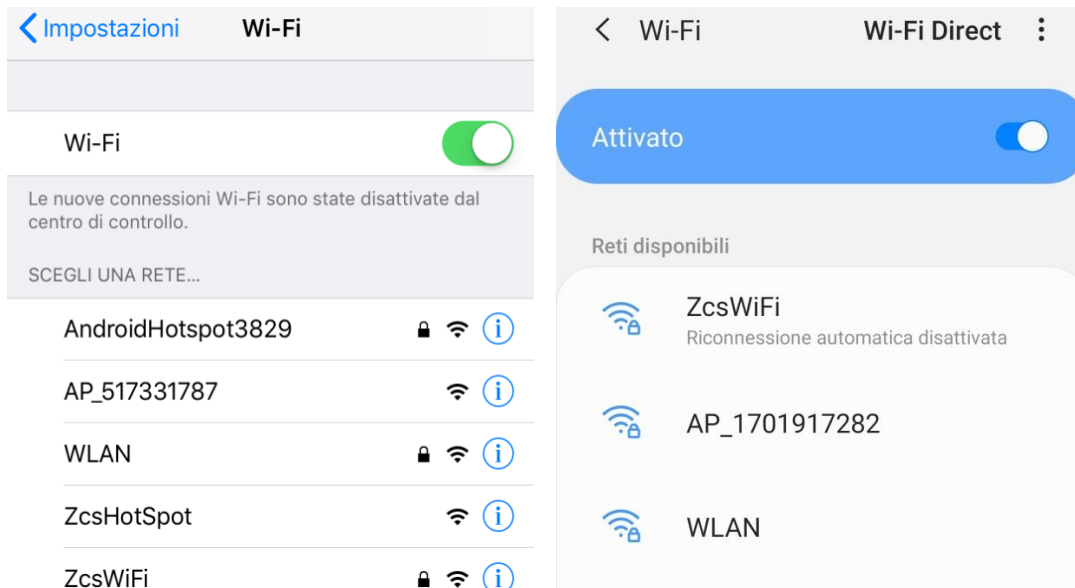 Impostazioni
Wi-Fi
Wi-Fi
Le nuove connessioni Wi-Fi sono state disattivate dal
centro di controllo.
SCEGLI UNA RETE...
AndroidHotspot3829
AP_517331787
WLAN
ZcsHotSpot
ZcsWiFi
Wi-Fi
Wi-Fi Direct
Attivato
Reti disponibili
ZcsWiFi
Riconnessione automatica disattivata
AP_1701917282
WLAN